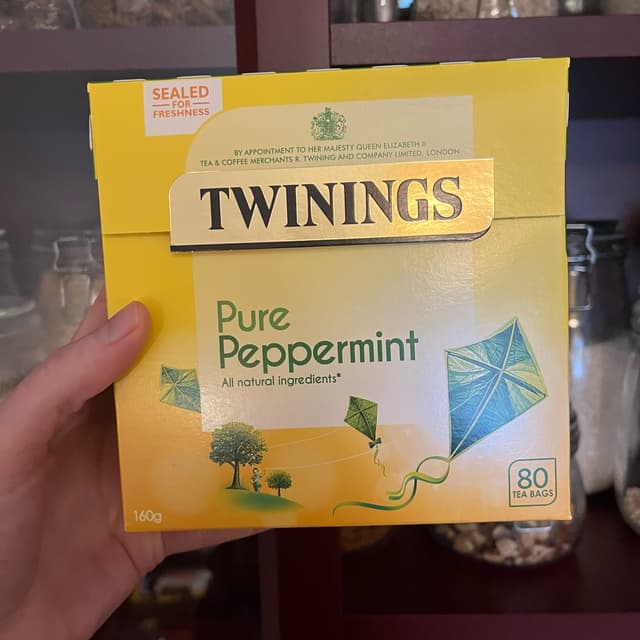 SEALED
FOR
FRESHNESS
BY APPOINTMENT TO HER MAJESTY QUEEN ELIZABETH II
TEA & COFFEE MERCHANTS R. TWINING AND COMPANY LIMITED, LONDON
TWININGS
Pure
Peppermint
All natural ingredients*
80
TEA BAGS
160g